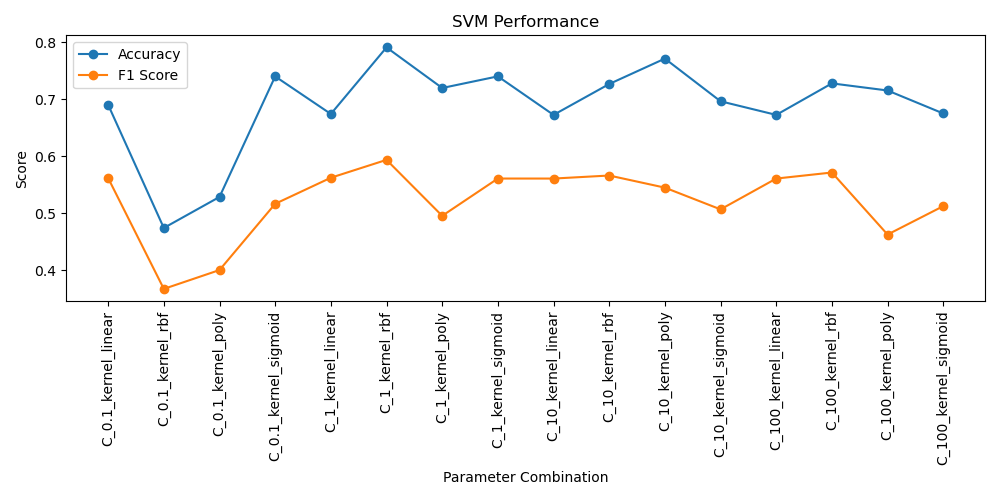 SVM Performance
Accuracy
F1 Score
Score
0.8
0.7
0.6
0.5
0.4
C_0.1_kernel_linear
C_0.1_kernel_rbf
C_0.1_kernel_poly
C_0.1_kernel_sigmoid
C_1_kernel_linear
C_1_kernel_rbf
C_1_kernel_poly
C_1_kernel_sigmoid
C_10_kernel_linear
C_10_kernel_rbf
C_10_kernel_poly
C_10_kernel_sigmoid
C_100_kernel_linear
C_100_kernel_rbf
C_100_kernel_poly
C_100_kernel_sigmoid
Parameter Combination